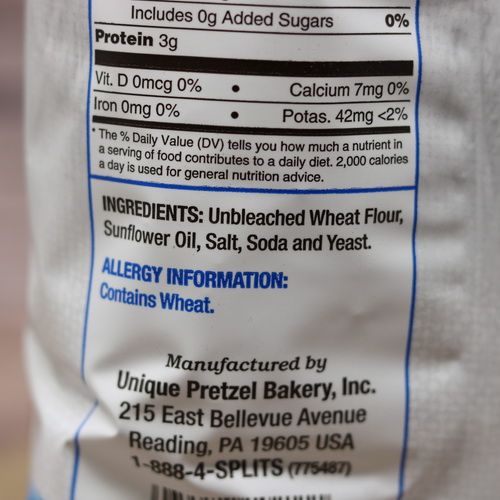 Includes 0g Added Sugars 0%
Protein 3g
Vit. D 0mcg 0% • Calcium 7mg 0%
Iron 0mg 0% • Potas. 42mg <2%
* The % Daily Value (DV) tells you how much a nutrient in
a serving of food contributes to a daily diet. 2,000 calories
a day is used for general nutrition advice.
INGREDIENTS: Unbleached Wheat Flour,
Sunflower Oil, Salt, Soda and Yeast.
ALLERGY INFORMATION:
Contains Wheat.
Manufactured by
Unique Pretzel Bakery, Inc.
215 East Bellevue Avenue
Reading, PA 19605 USA
1-888-4-SPLITS (775487)